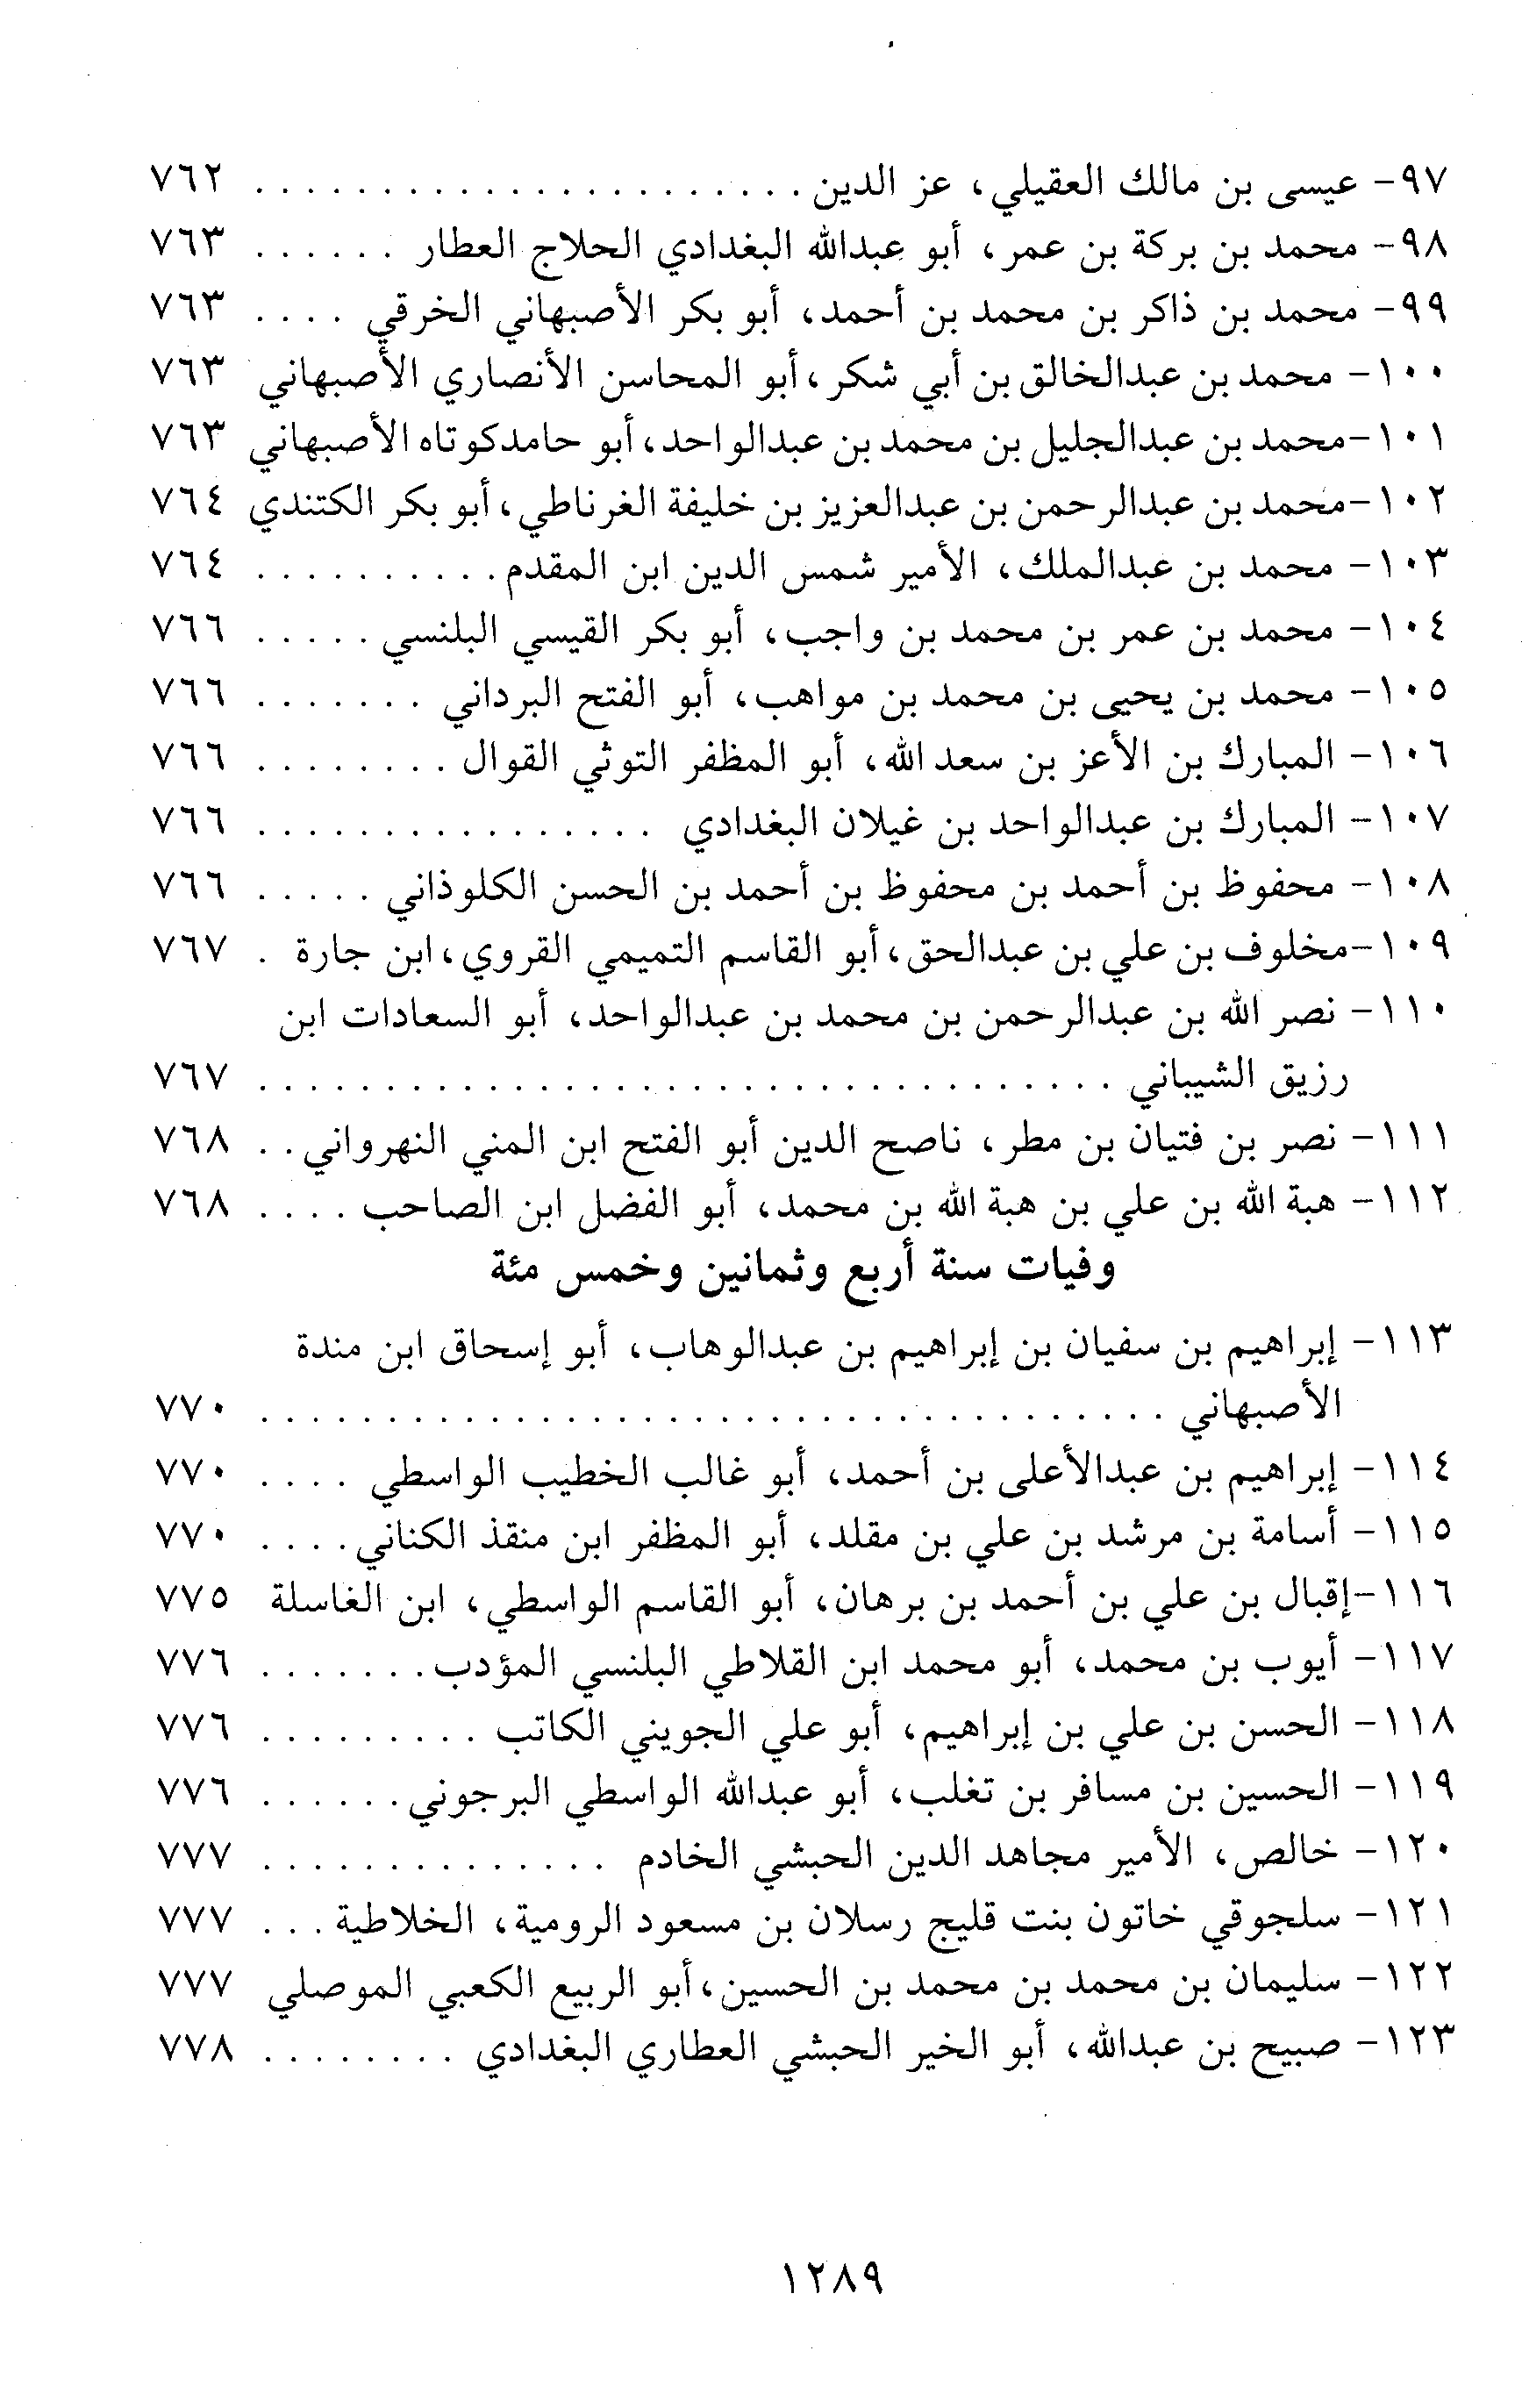 ٩٧- عيسى بن مالك العقيلي، عز الدين . . . . . . . . . . . . . . . . . . . . . . ٧٦٢
٩٨- محمد بن بركة بن عمر، أبو عبدالله البغدادي الحلاج العطار . . . . . . ٧٦٣
٩٩- محمد بن ذاكر بن محمد بن أحمد، أبو بكر الأصبهاني الخرقي . . . . ٧٦٣
١٠٠- محمد بن عبدالخالق بن أبي شكر، أبو المحاسن الأنصاري الأصبهاني ٧٦٣
١٠١- محمد بن عبدالجليل بن محمد بن عبدالواحد، أبو حامد كوتاه الأصبهاني ٧٦٣
١٠٢- محمد بن عبدالرحمن بن عبدالعزيز بن خليفة الغرناطي، أبو بكر الكتندي ٧٦٤
١٠٣- محمد بن عبدالملك، الأمير شمس الدين ابن المقدم . . . . . . . . . . ٧٦٤
١٠٤- محمد بن عمر بن محمد بن واجب، أبو بكر القيسي البلنسي . . . . . ٧٦٦
١٠٥- محمد بن يحيى بن محمد بن مواهب، أبو الفتح البرداني . . . . . . . ٧٦٦
١٠٦- المبارك بن الأعز بن سعد الله، أبو المظفر التوثي القوال . . . . . . . . ٧٦٦
١٠٧- المبارك بن عبدالواحد بن غيلان البغدادي . . . . . . . . . . . . . . . . ٧٦٦
١٠٨- محفوظ بن أحمد بن محفوظ بن أحمد بن الحسن الكلوذاني . . . . . ٧٦٦
١٠٩- مخلوف بن علي بن عبدالحق، أبو القاسم التميمي القروي، ابن جارة . ٧٦٧
١١٠- نصر الله بن عبدالرحمن بن محمد بن عبدالواحد، أبو السعادات ابن
رزيق الشيباني . . . . . . . . . . . . . . . . . . . . . . . . . . . . . . . . . . ٧٦٧
١١١- نصر بن فتيان بن مطر، ناصح الدين أبو الفتح ابن المني النهرواني . . ٧٦٨
١١٢- هبة الله بن علي بن هبة الله بن محمد، أبو الفضل ابن الصاحب . . . . ٧٦٨
وفيات سنة أربع وثمانين وخمس مئة
١١٣- إبراهيم بن سفيان بن إبراهيم بن عبدالوهاب، أبو إسحاق ابن مندة
الأصبهاني . . . . . . . . . . . . . . . . . . . . . . . . . . . . . . . . . . . . ٧٧٠
١١٤- إبراهيم بن عبدالأعلى بن أحمد، أبو غالب الخطيب الواسطي . . . . ٧٧٠
١١٥- أسامة بن مرشد بن علي بن مقلد، أبو المظفر ابن منقذ الكناني . . . . ٧٧٠
١١٦- إقبال بن علي بن أحمد بن برهان، أبو القاسم الواسطي، ابن الغاسلة ٧٧٥
١١٧- أيوب بن محمد، أبو محمد ابن القلاطي البلنسي المؤدب . . . . . . . ٧٧٦
١١٨- الحسن بن علي بن إبراهيم، أبو علي الجويني الكاتب . . . . . . . . . ٧٧٦
١١٩- الحسين بن مسافر بن تغلب، أبو عبدالله الواسطي البرجوني . . . . . . ٧٧٦
١٢٠- خالص، الأمير مجاهد الدين الحبشي الخادم . . . . . . . . . . . . . . ٧٧٧
١٢١- سلجوقي خاتون بنت قليج رسلان بن مسعود الرومية، الخلاطية . . . ٧٧٧
١٢٢- سليمان بن محمد بن محمد بن الحسين، أبو الربيع الكعبي الموصلي ٧٧٧
١٢٣- صبيح بن عبدالله، أبو الخير الحبشي العطاري البغدادي . . . . . . . . ٧٧٨
١٢٨٩